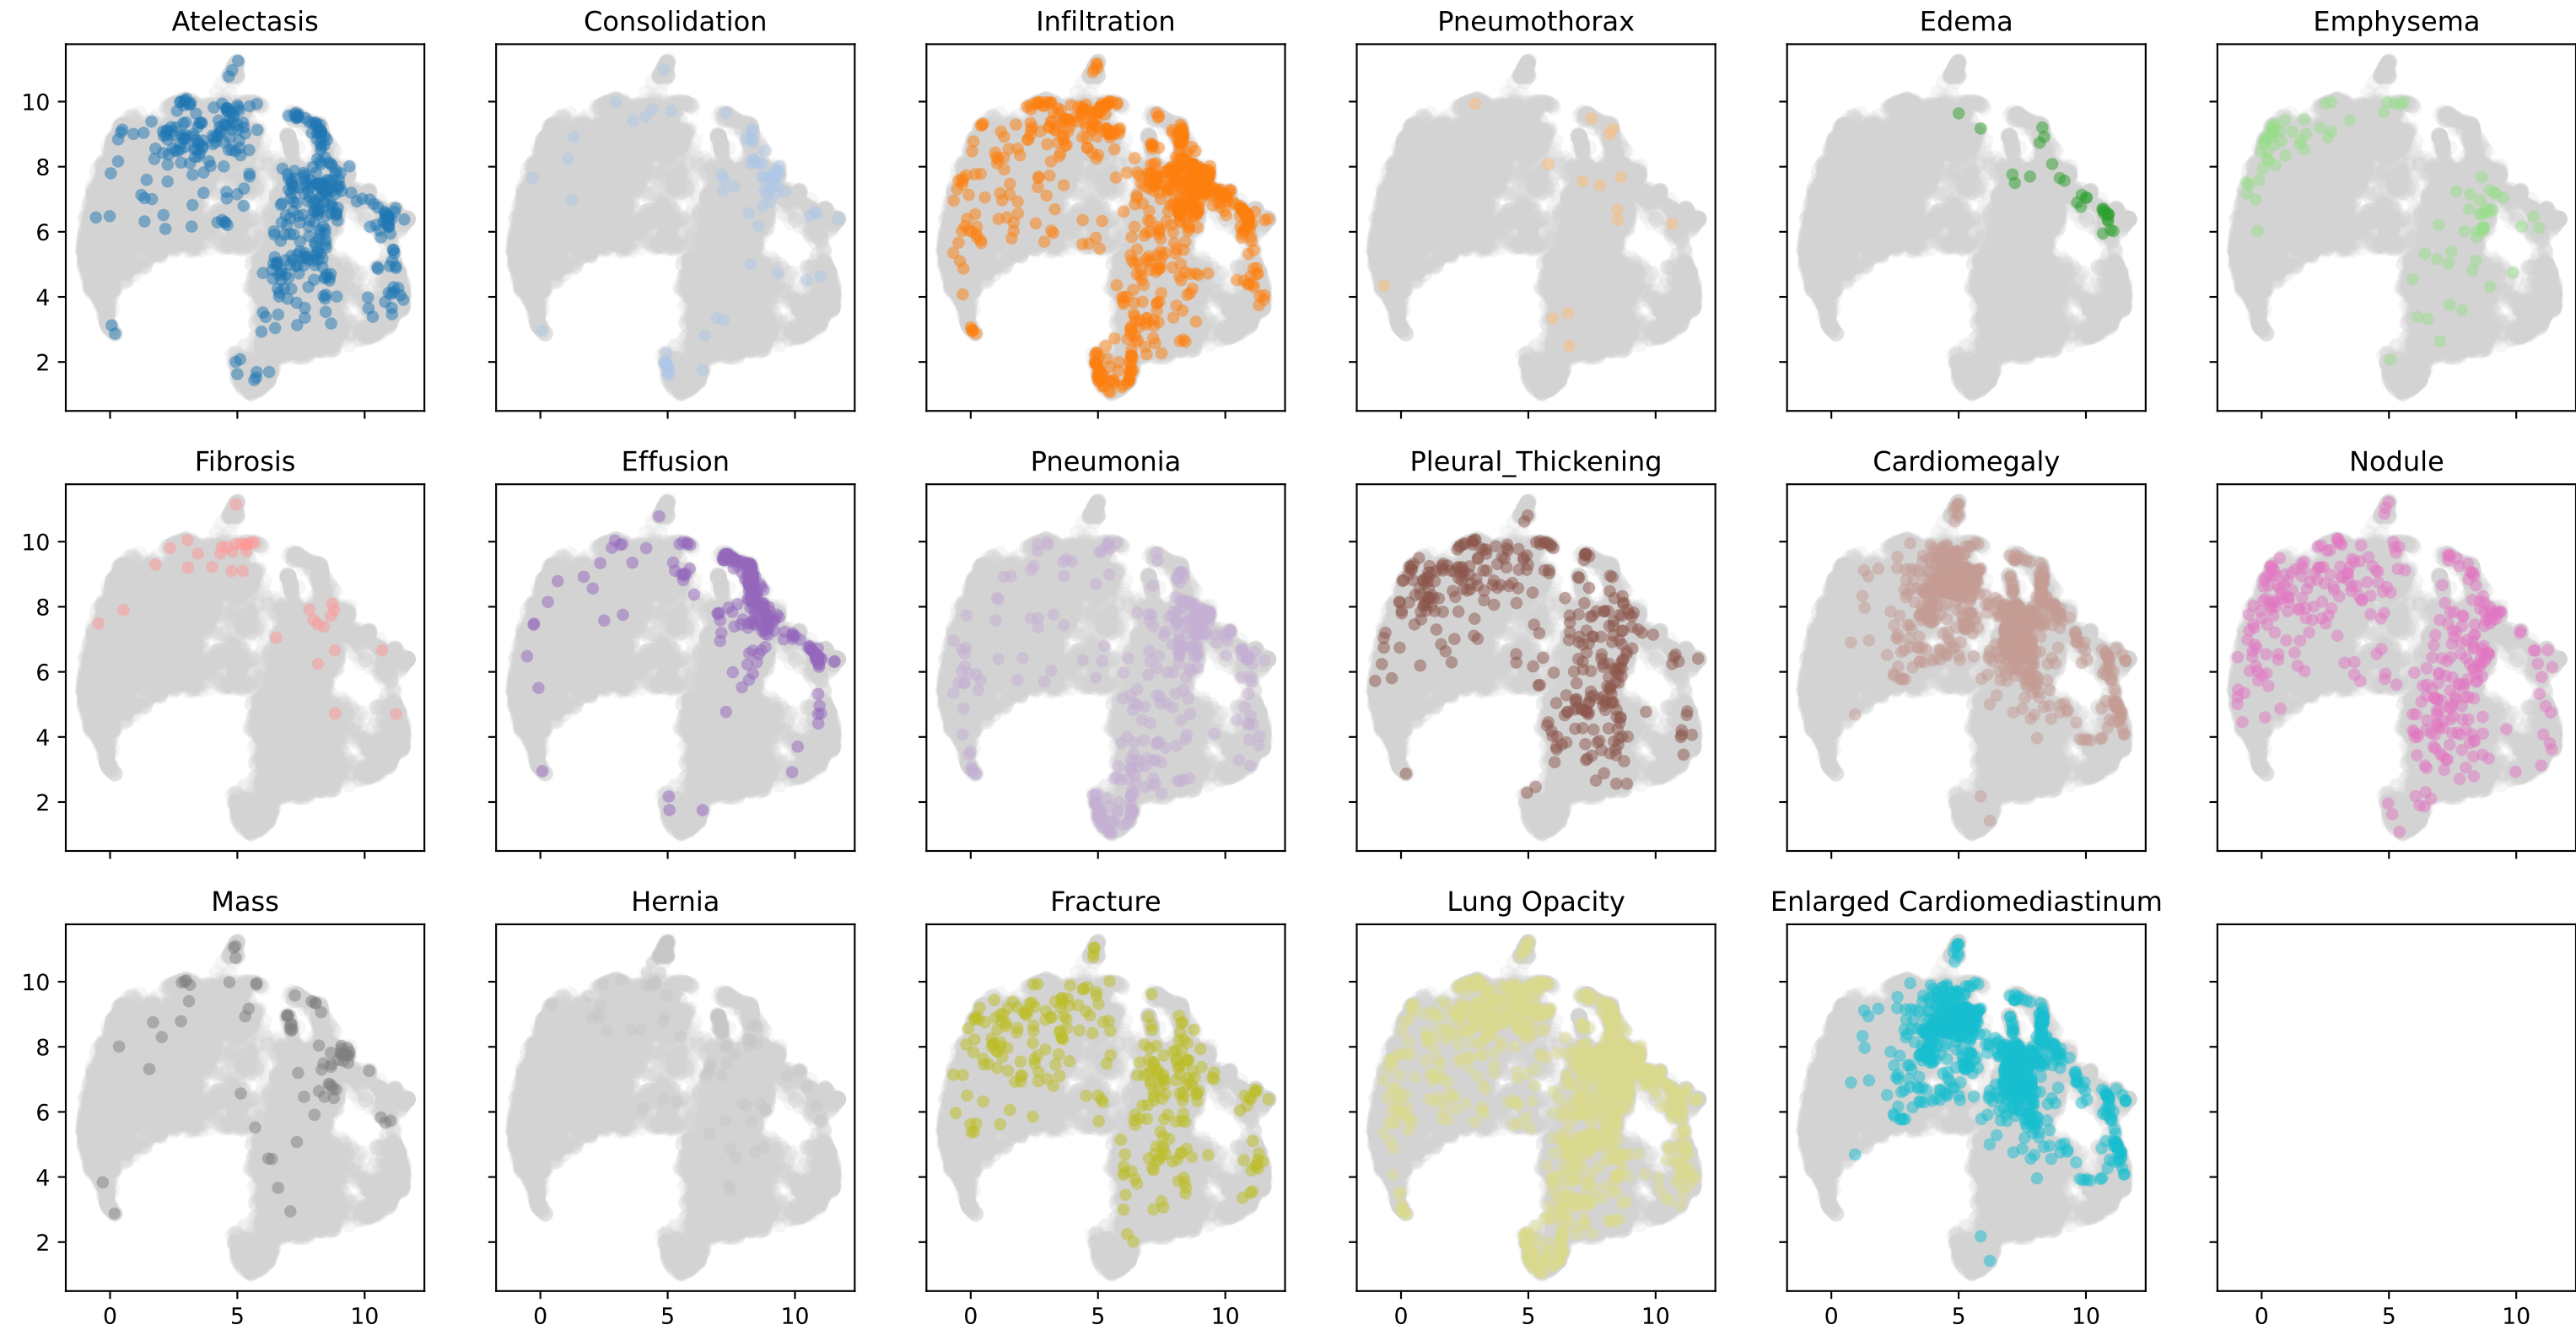 Atelectasis
Consolidation
Infiltration
Pneumothorax
Edema
Emphysema
10
8
6
4
2
Fibrosis
Effusion
Pneumonia
Pleural_Thickening
Cardiomegaly
Nodule
10
8
6
4
2
Mass
Hernia
Fracture
Lung Opacity
Enlarged Cardiomediastinum
10
8
6
4
2
0 5 10
0 5 10
0 5 10
0 5 10
0 5 10
0 5 10